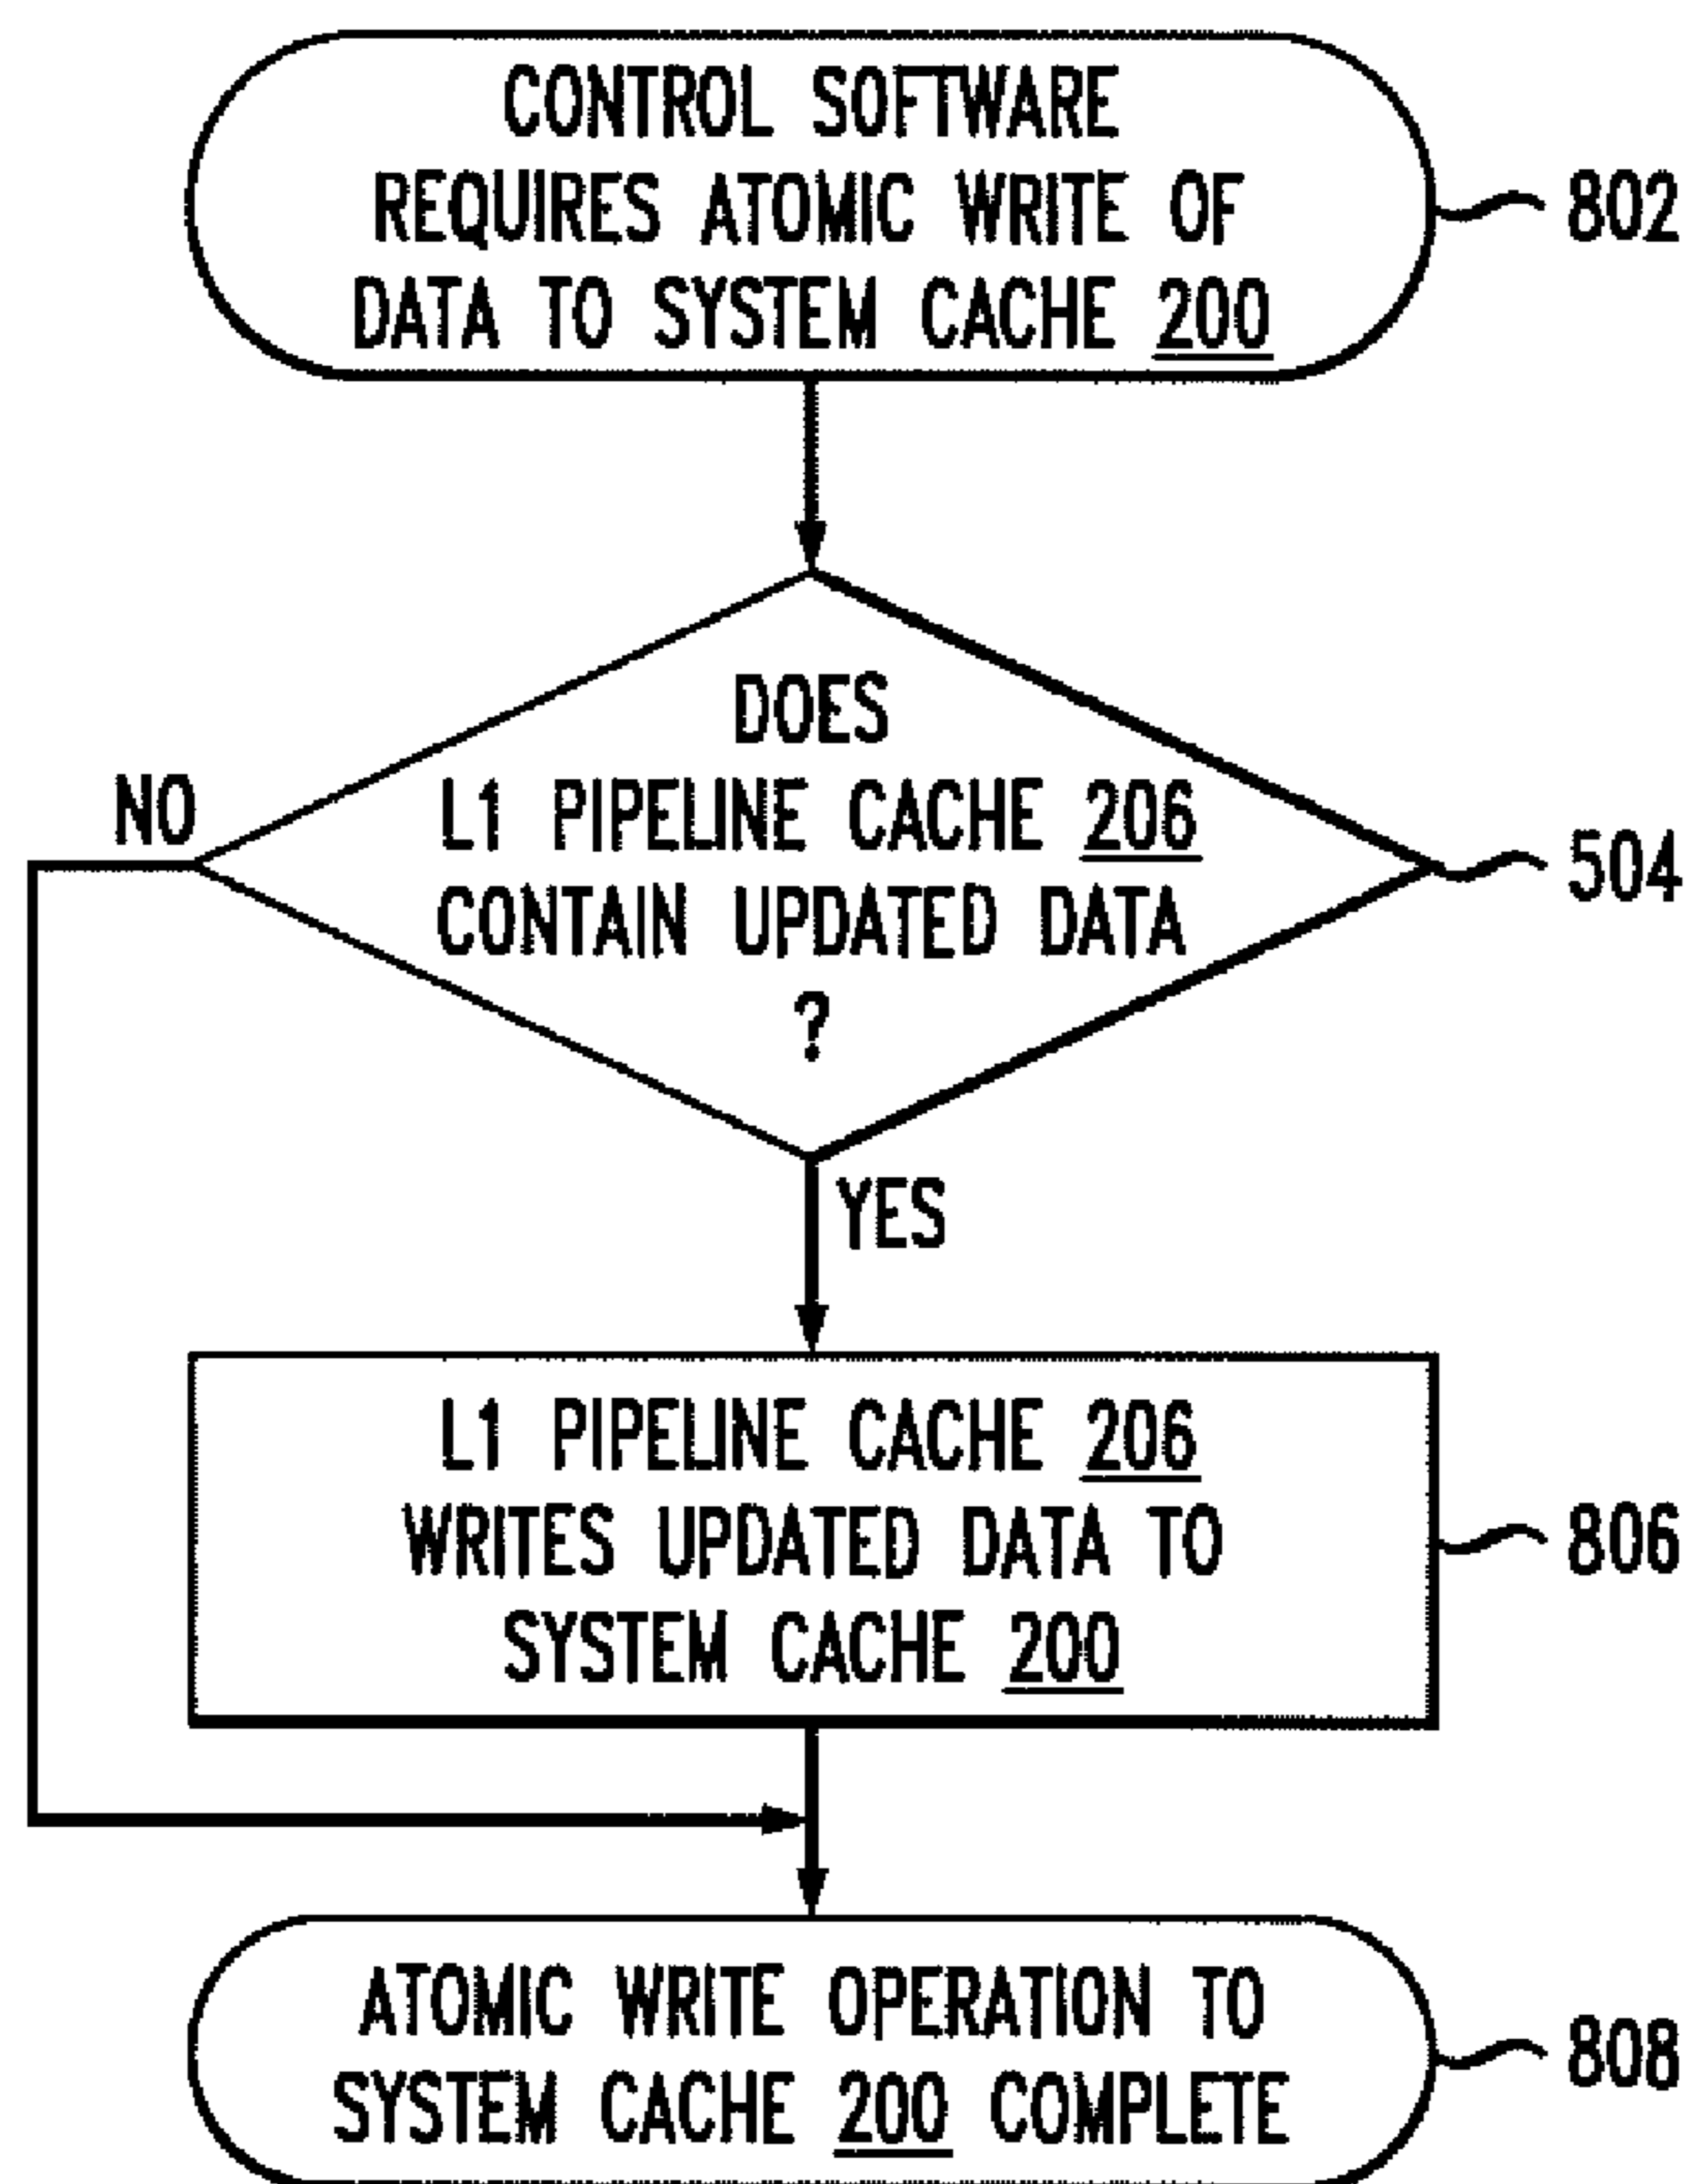 CONTROL SOFTWARE
REQUIRES ATOMIC WRITE OF
DATA TO SYSTEM CACHE 200
802
DOES
L1 PIPELINE CACHE 206
CONTAIN UPDATED DATA
?
NO
504
YES
L1 PIPELINE CACHE 206
WRITES UPDATED DATA TO
SYSTEM CACHE 200
806
ATOMIC WRITE OPERATION TO
SYSTEM CACHE 200 COMPLETE
808